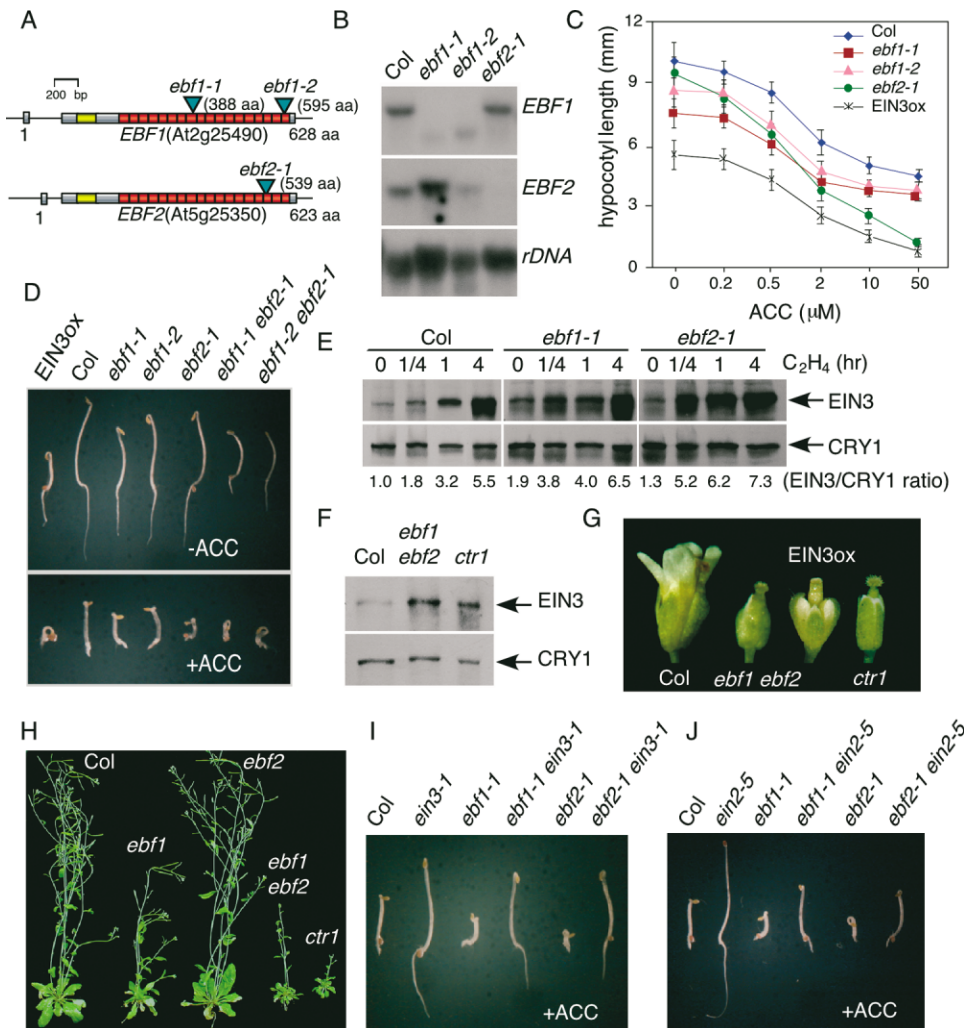 A
200 bp
ebf1-1
(388 aa)
ebf1-2
(595 aa)
1
EBF1(At2g25490)
628 aa
ebf2-1
(539 aa)
1
EBF2(At5g25350)
623 aa
B
Col
ebf1-1
ebf1-2
ebf2-1
EBF1
EBF2
rDNA
C
hypocotyl length (mm)
12
9
6
3
0
Col
ebf1-1
ebf1-2
ebf2-1
EIN3ox
0 0.2 0.5 2 10 50
ACC (μM)
D
EIN3ox
Col
ebf1-1
ebf1-2
ebf2-1
ebf1-1 ebf2-1
ebf1-2 ebf2-1
-ACC
+ACC
E
Col ebf1-1 ebf2-1
0 1/4 1 4 0 1/4 1 4 0 1/4 1 4 C2H4 (hr)
EIN3
CRY1
1.0 1.8 3.2 5.5 1.9 3.8 4.0 6.5 1.3 5.2 6.2 7.3 (EIN3/CRY1 ratio)
F
Col
ebf1
ebf2
ctr1
EIN3
CRY1
G
EIN3ox
Col ebf1 ebf2 ctr1
H
Col
ebf1
ebf2
ebf1
ebf2
ctr1
I
Col
ein3-1
ebf1-1
ebf1-1 ein3-1
ebf2-1
ebf2-1 ein3-1
+ACC
J
Col
ein2-5
ebf1-1
ebf1-1 ein2-5
ebf2-1
ebf2-1 ein2-5
+ACC